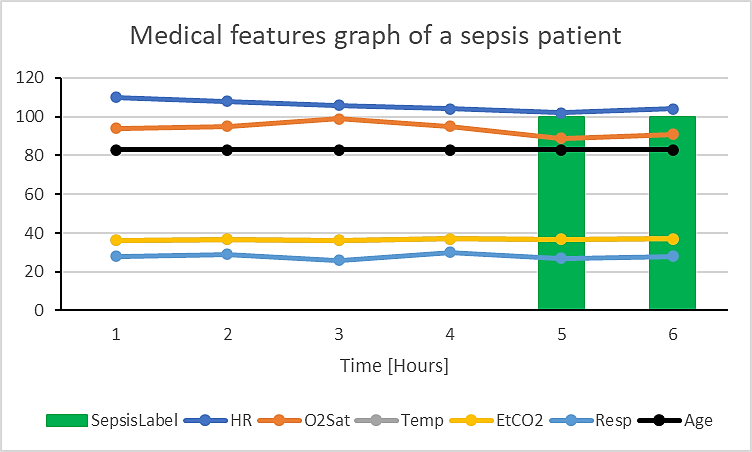 Medical features graph of a sepsis patient
120
100
80
60
40
20
0
1 2 3 4 5 6
Time [Hours]
SepsisLabel HR O2Sat Temp EtCO2 Resp Age